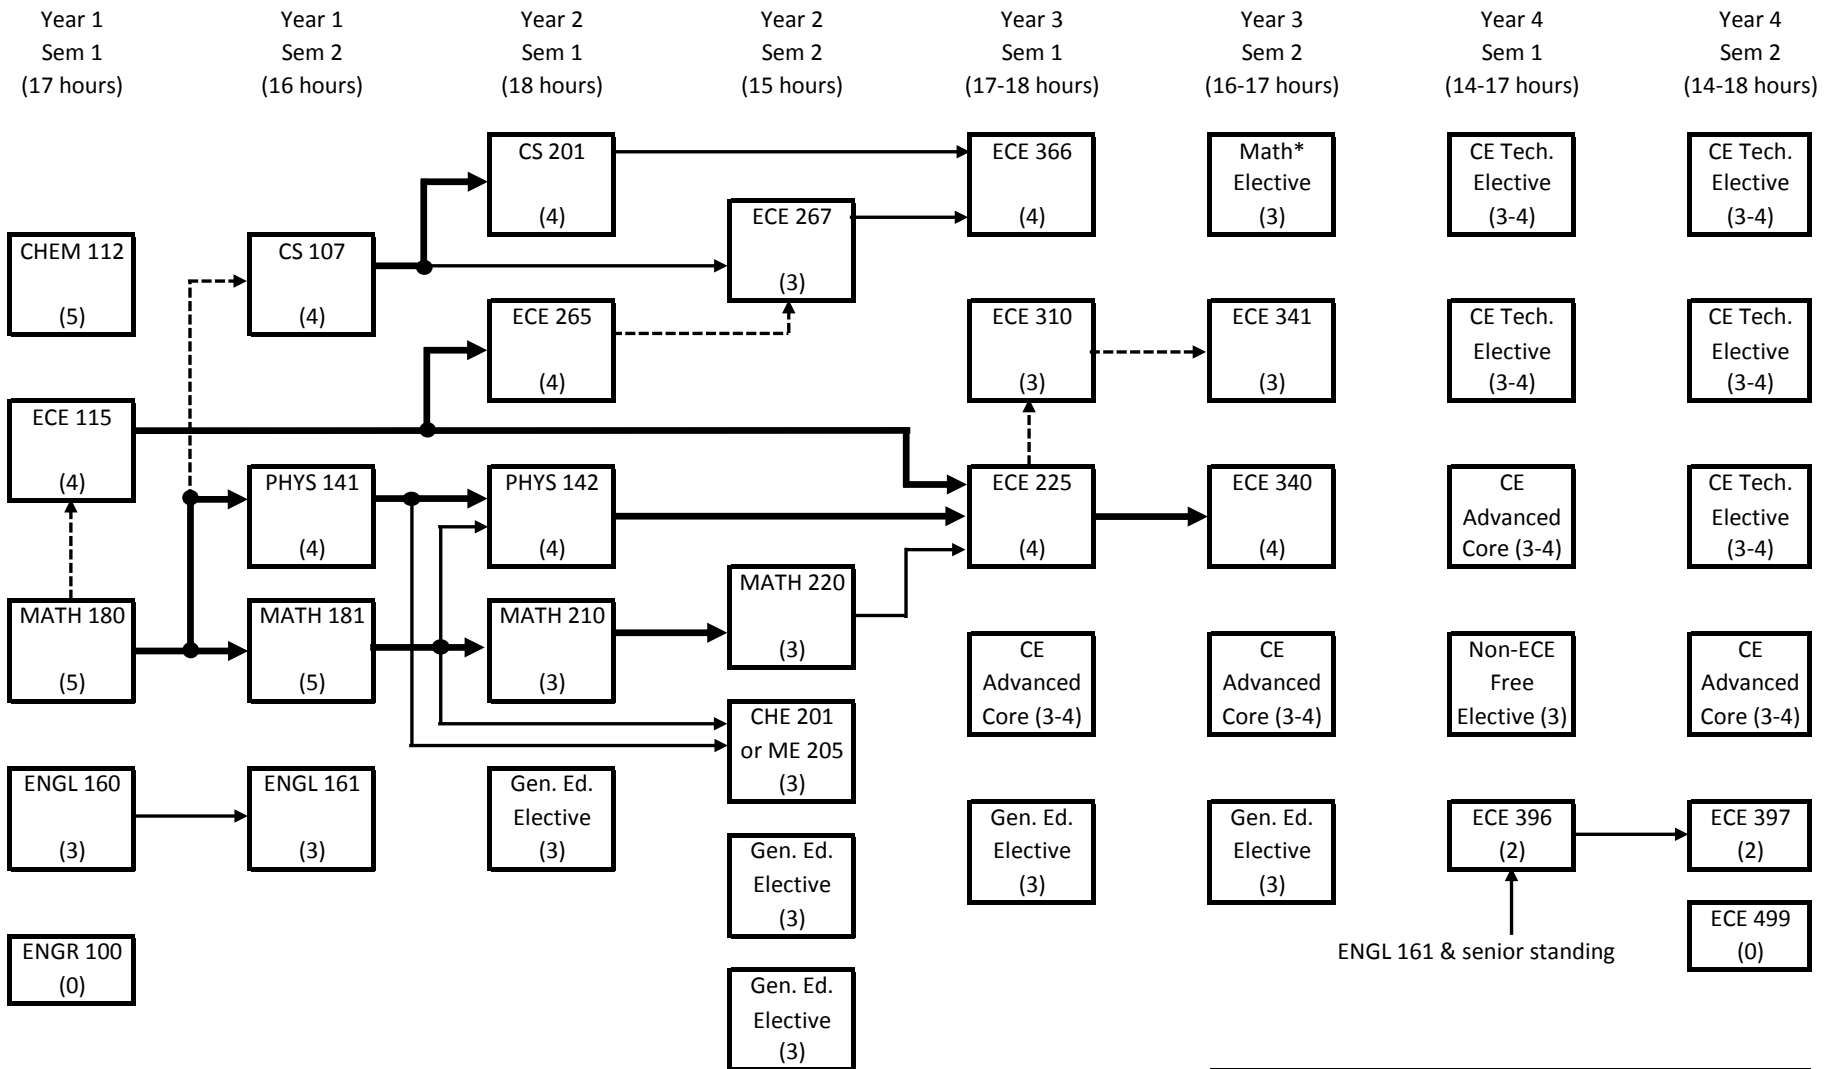 Year 1
Sem 1
(17 hours)
Year 1
Sem 2
(16 hours)
Year 2
Sem 1
(18 hours)
Year 2
Sem 2
(15 hours)
Year 3
Sem 1
(17-18 hours)
Year 3
Sem 2
(16-17 hours)
Year 4
Sem 1
(14-17 hours)
Year 4
Sem 2
(14-18 hours)
CHEM 112
(5)
ECE 115
(4)
MATH 180
(5)
ENGL 160
(3)
ENGR 100
(0)
CS 107
(4)
PHYS 141
(4)
MATH 181
(5)
ENGL 161
(3)
CS 201
(4)
ECE 265
(4)
PHYS 142
(4)
MATH 210
(3)
Gen. Ed.
Elective
(3)
ECE 267
(3)
MATH 220
(3)
CHE 201
or ME 205
(3)
Gen. Ed.
Elective
(3)
Gen. Ed.
Elective
(3)
ECE 366
(4)
ECE 310
(3)
ECE 225
(4)
CE
Advanced
Core (3-4)
Gen. Ed.
Elective
(3)
Math*
Elective
(3)
ECE 341
(3)
ECE 340
(4)
CE
Advanced
Core (3-4)
Gen. Ed.
Elective
(3)
CE Tech.
Elective
(3-4)
CE Tech.
Elective
(3-4)
CE
Advanced
Core (3-4)
Non-ECE
Free
Elective (3)
ECE 396
(2)
ENGL 161 & senior standing
CE Tech.
Elective
(3-4)
CE Tech.
Elective
(3-4)
CE Tech.
Elective
(3-4)
CE
Advanced
Core (3-4)
ECE 397
(2)
ECE 499
(0)